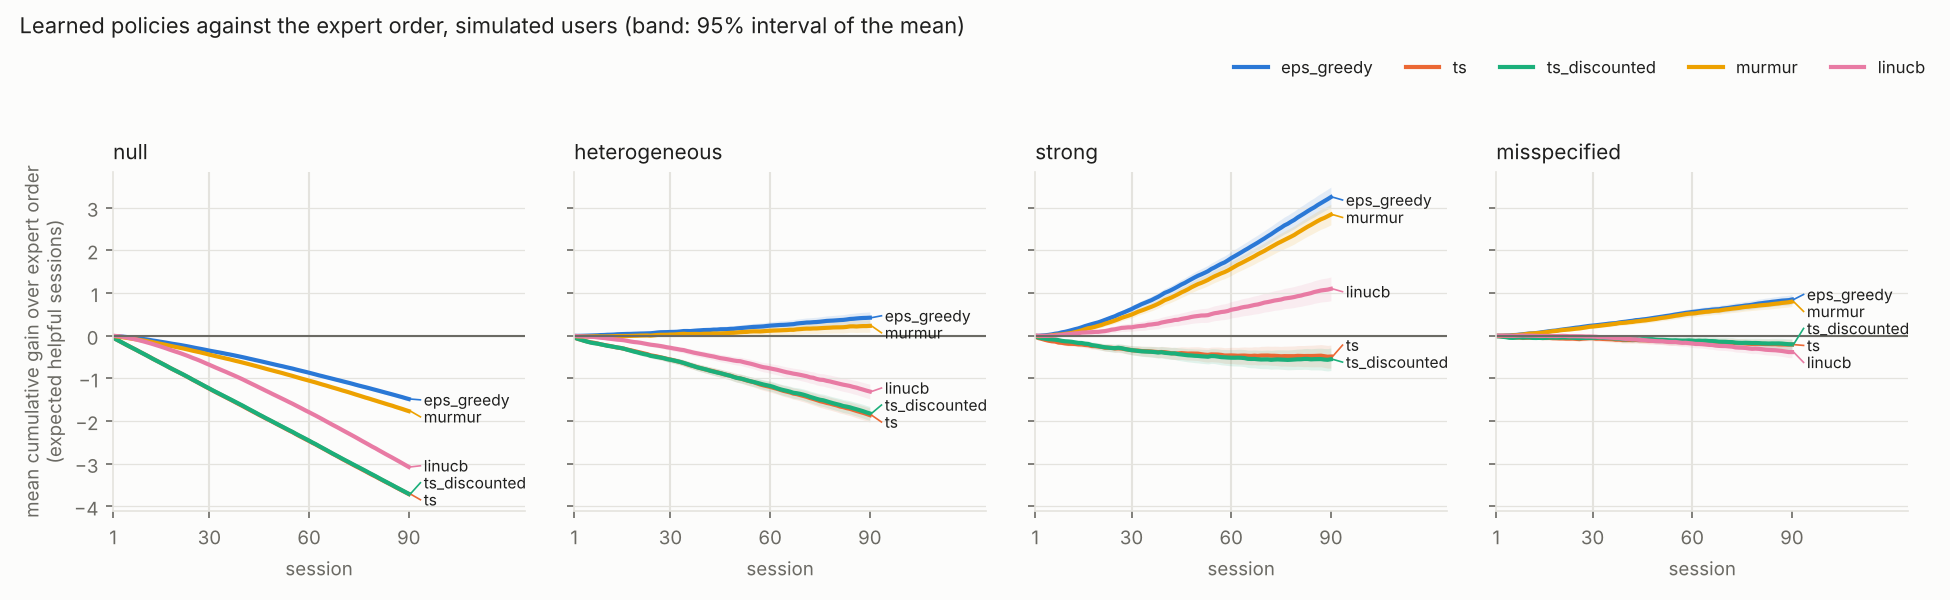 Learned policies against the expert order, simulated users (band: 95% interval of the mean)
eps_greedy ts ts_discounted murmur linucb
null
heterogeneous
strong
misspecified
mean cumulative gain over expert order
(expected helpful sessions)
3
2
1
0
−1
−2
−3
−4
eps_greedy
murmur
linucb
ts_discounted
ts
1 30 60 90
session
eps_greedy
murmur
linucb
ts_discounted
ts
1 30 60 90
session
eps_greedy
murmur
linucb
ts
ts_discounted
1 30 60 90
session
eps_greedy
murmur
ts_discounted
ts
linucb
1 30 60 90
session